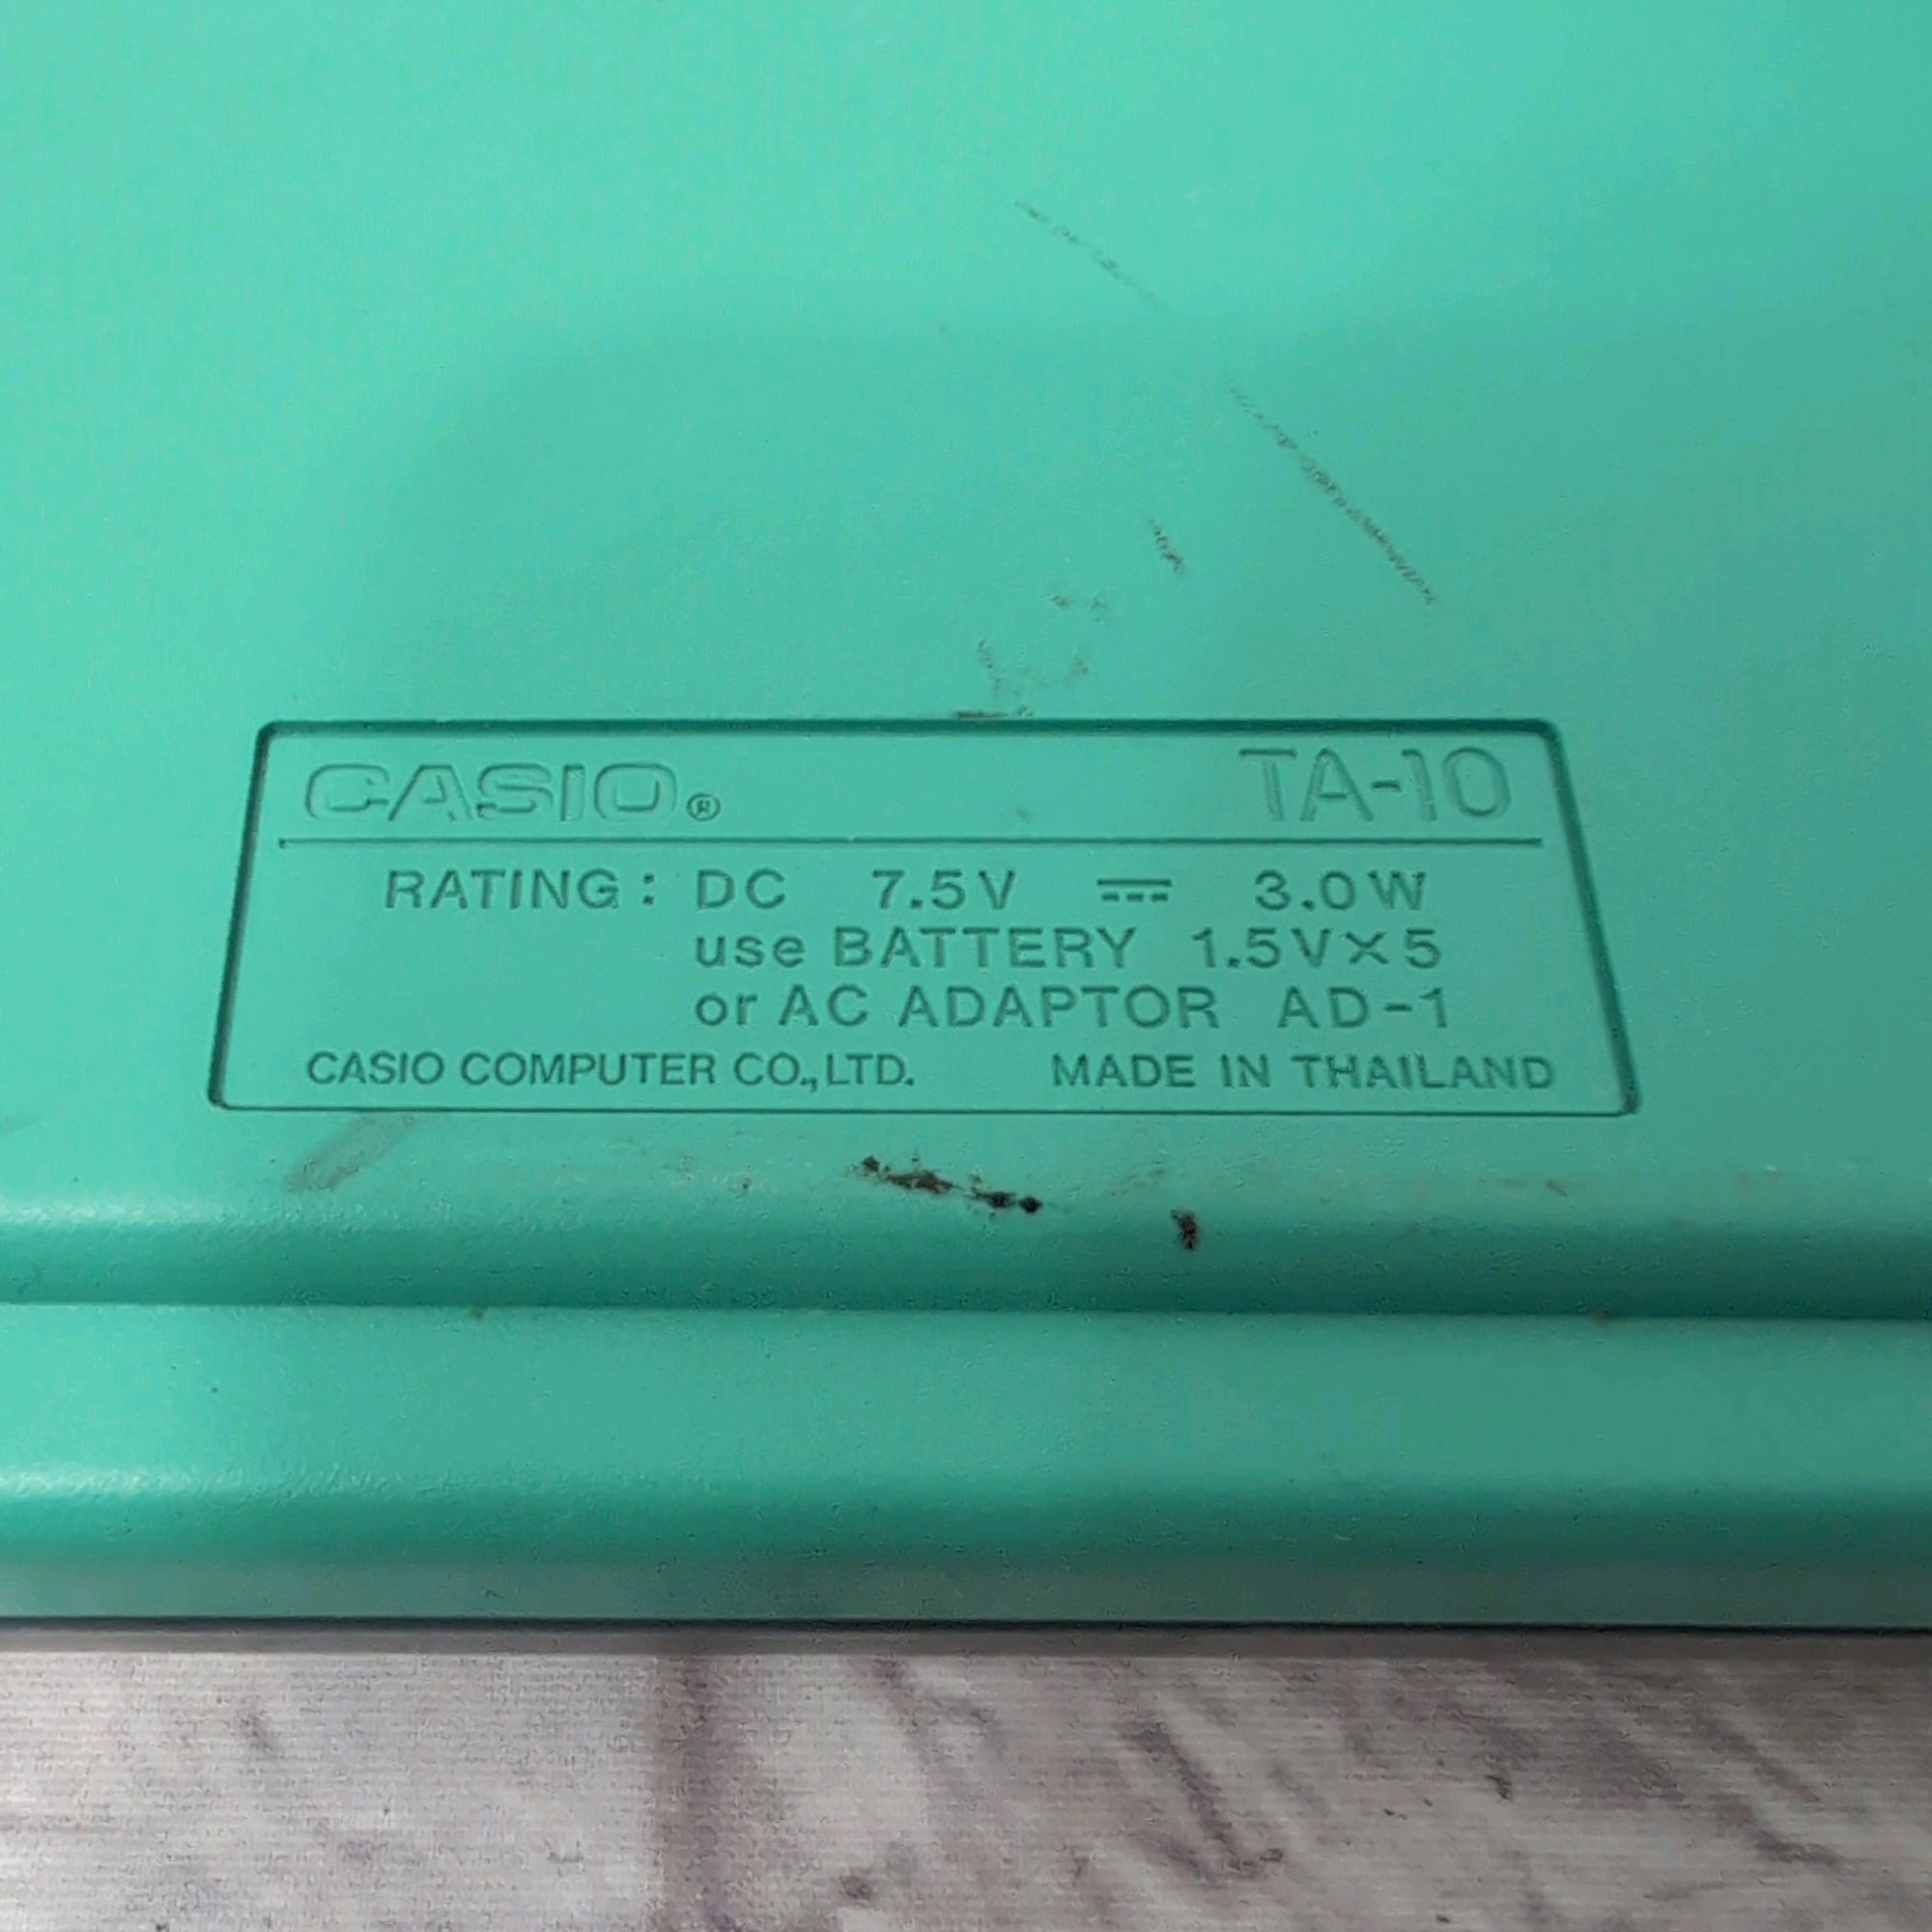 CASIO® TA-10
RATING: DC 7.5V ⎓ 3.0W
use BATTERY 1.5V×5
or AC ADAPTOR AD-1
CASIO COMPUTER CO.,LTD. MADE IN THAILAND